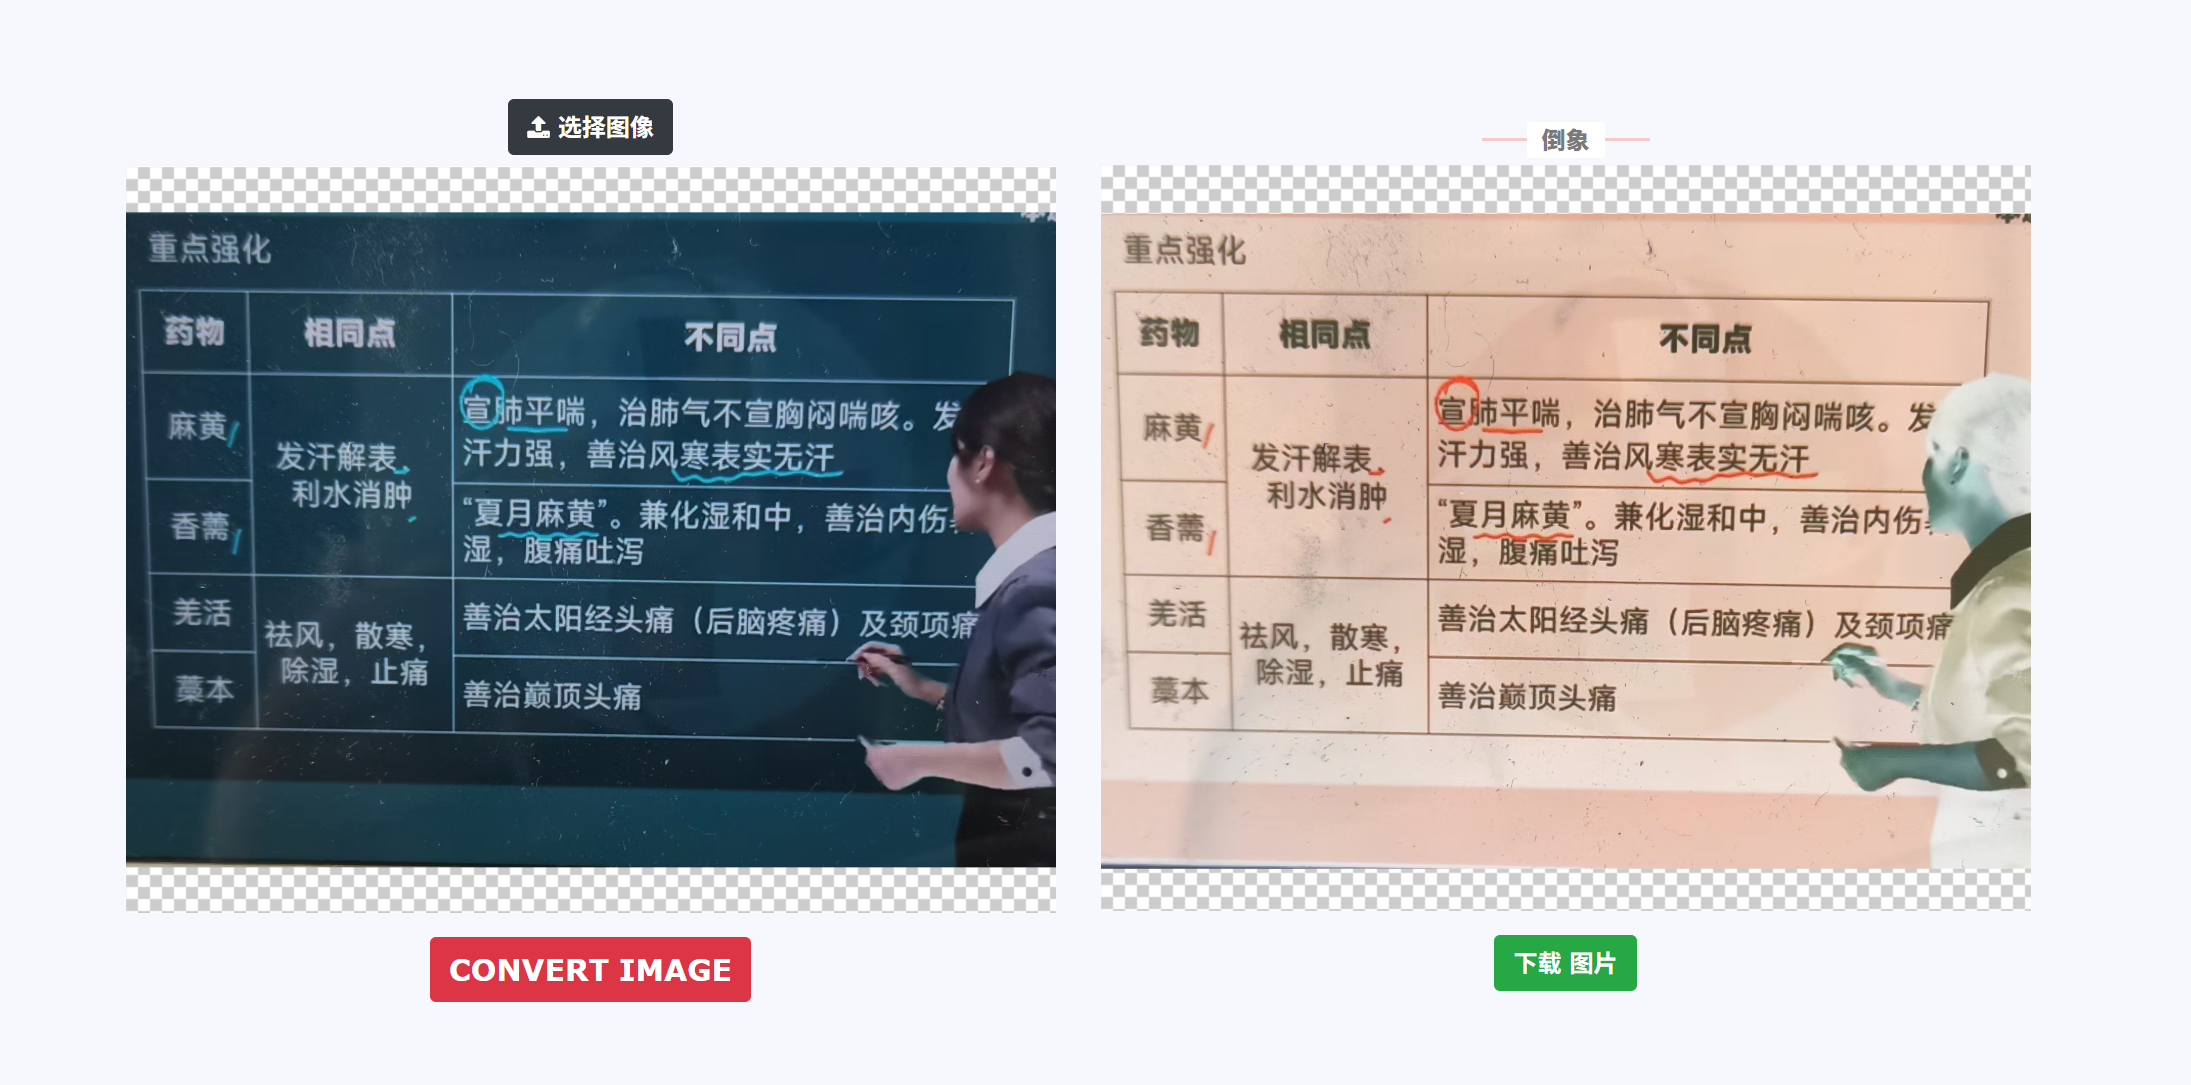 选择图像
重点强化
药物 相同点 不同点
麻黄
发汗解表、
利水消肿
宣肺平喘，治肺气不宣胸闷喘咳。发
汗力强，善治风寒表实无汗
香薷
“夏月麻黄”。兼化湿和中，善治内伤
湿，腹痛吐泻
羌活
祛风，散寒，
除湿，止痛
善治太阳经头痛（后脑疼痛）及颈项痛
藁本
善治巅顶头痛
CONVERT IMAGE
倒象
重点强化
药物 相同点 不同点
麻黄
发汗解表、
利水消肿
宣肺平喘，治肺气不宣胸闷喘咳。发
汗力强，善治风寒表实无汗
香薷
“夏月麻黄”。兼化湿和中，善治内伤
湿，腹痛吐泻
羌活
祛风，散寒，
除湿，止痛
善治太阳经头痛（后脑疼痛）及颈项痛
藁本
善治巅顶头痛
下载 图片